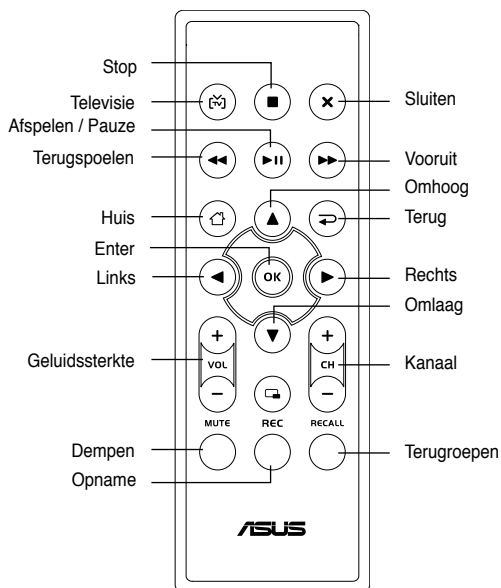 Stop
Televisie
TV
Sluiten
Afspelen / Pauze
Terugspoelen
Vooruit
Omhoog
Huis
Terug
Enter
OK
Links
Rechts
Omlaag
Geluidssterkte
VOL
CH
Kanaal
MUTE
REC
RECALL
Dempen
Terugroepen
Opname
ASUS